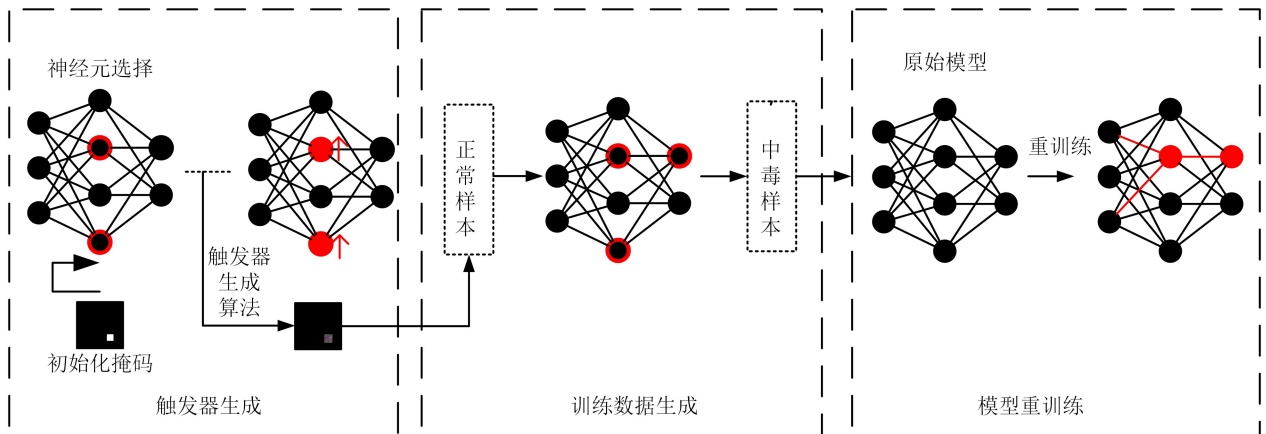 神经元选择
触发器
生成
算法
初始化掩码
触发器生成
正常样本
中毒样本
训练数据生成
原始模型
重训练
模型重训练